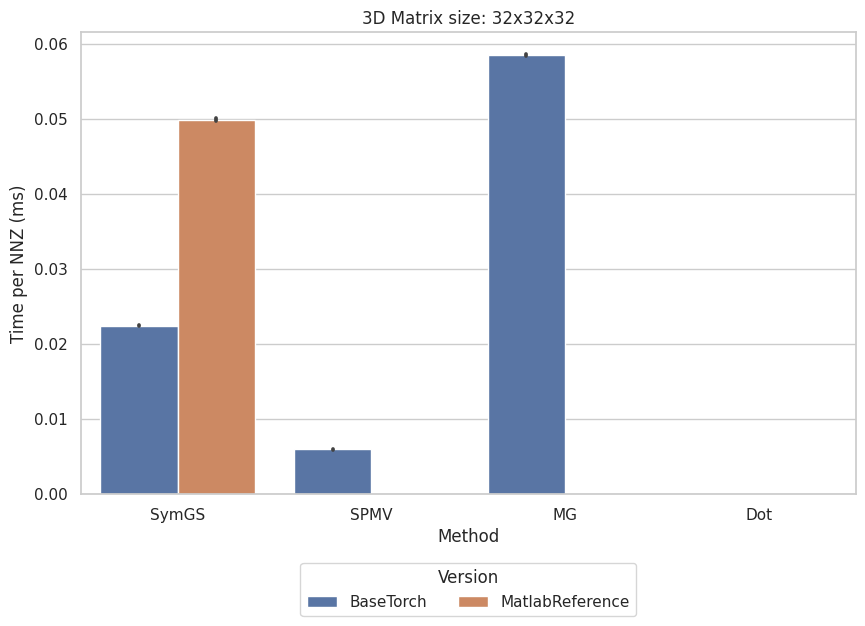 3D Matrix size: 32x32x32
Time per NNZ (ms)
0.06
0.05
0.04
0.03
0.02
0.01
0.00
SymGS SPMV MG Dot
Method
Version
BaseTorch MatlabReference